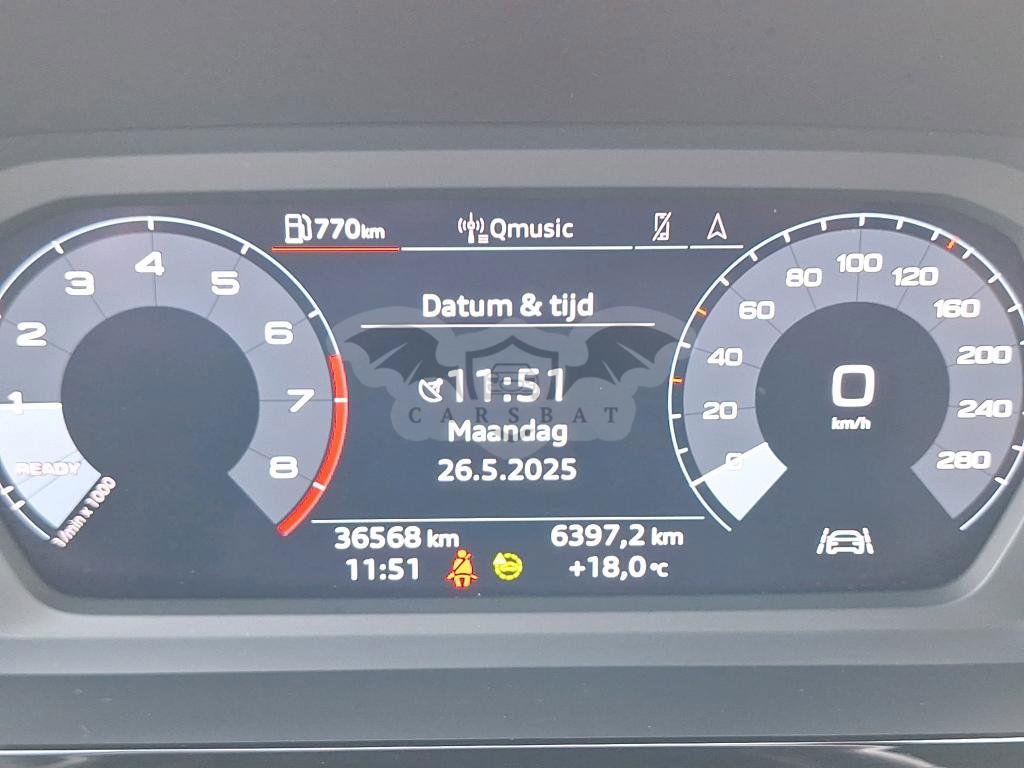 770km
Qmusic
Datum & tijd
11:51
CARSBAT
Maandag
26.5.2025
36568 km
6397,2 km
11:51
+18,0 °C
1
2
3
4
5
6
7
8
READY
1/min x 1000
0
20
40
60
80
100
120
160
200
240
280
0
km/h